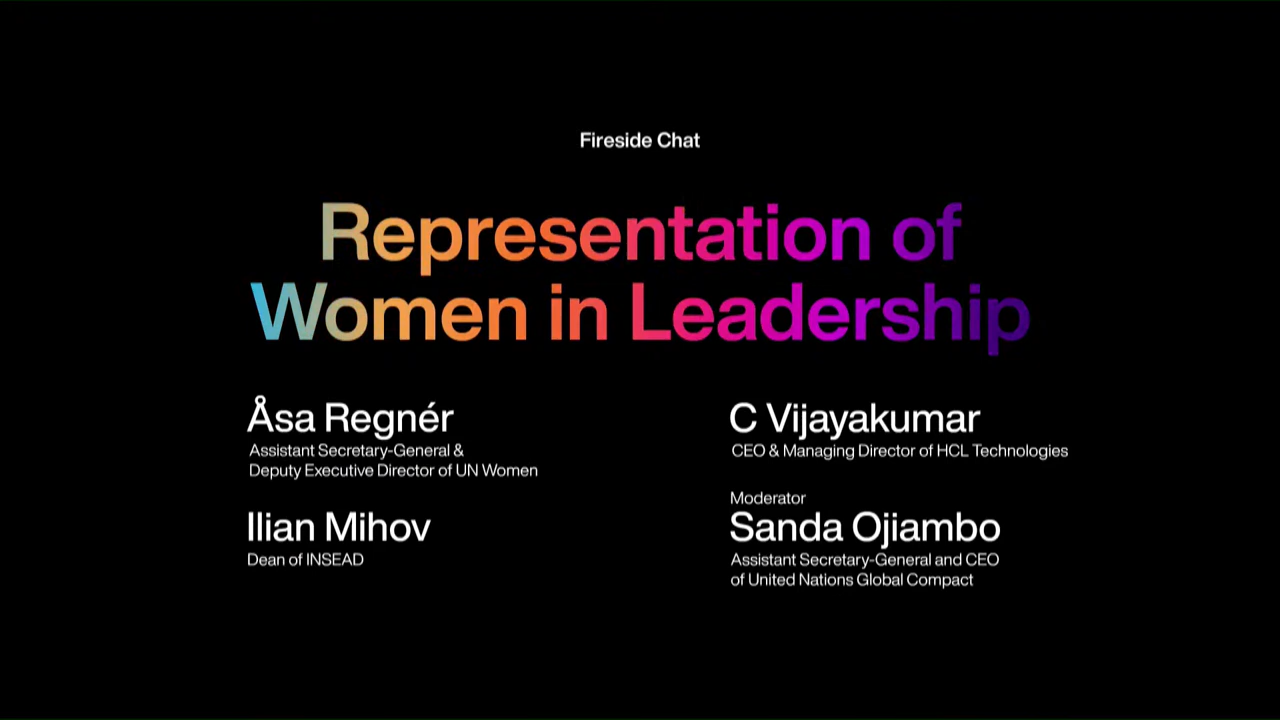 Fireside Chat
Representation of
Women in Leadership
Åsa Regnér
Assistant Secretary-General &
Deputy Executive Director of UN Women
Ilian Mihov
Dean of INSEAD
C Vijayakumar
CEO & Managing Director of HCL Technologies
Moderator
Sanda Ojiambo
Assistant Secretary-General and CEO
of United Nations Global Compact